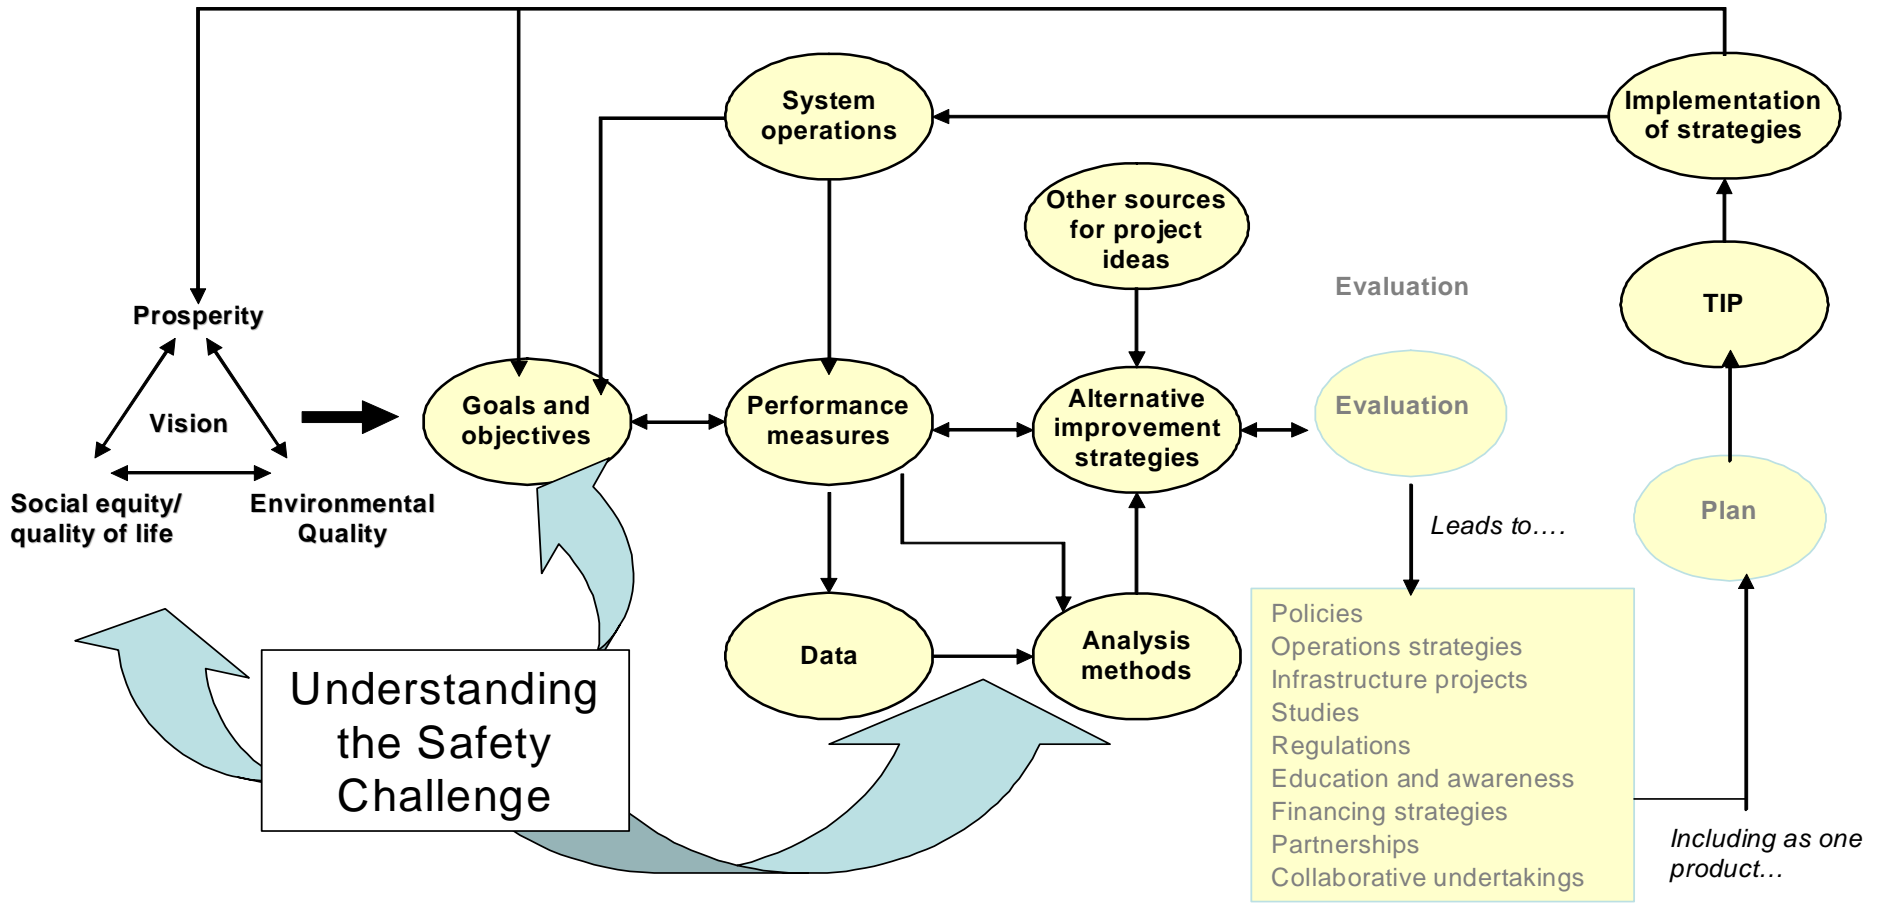 System
operations
Implementation
of strategies
Other sources
for project
ideas
Evaluation
TIP
Prosperity
Vision
Social equity/
quality of life
Environmental
Quality
Goals and
objectives
Performance
measures
Alternative
improvement
strategies
Evaluation
Leads to….
Plan
Data
Analysis
methods
Understanding
the Safety
Challenge
Policies
Operations strategies
Infrastructure projects
Studies
Regulations
Education and awareness
Financing strategies
Partnerships
Collaborative undertakings
Including as one
product…